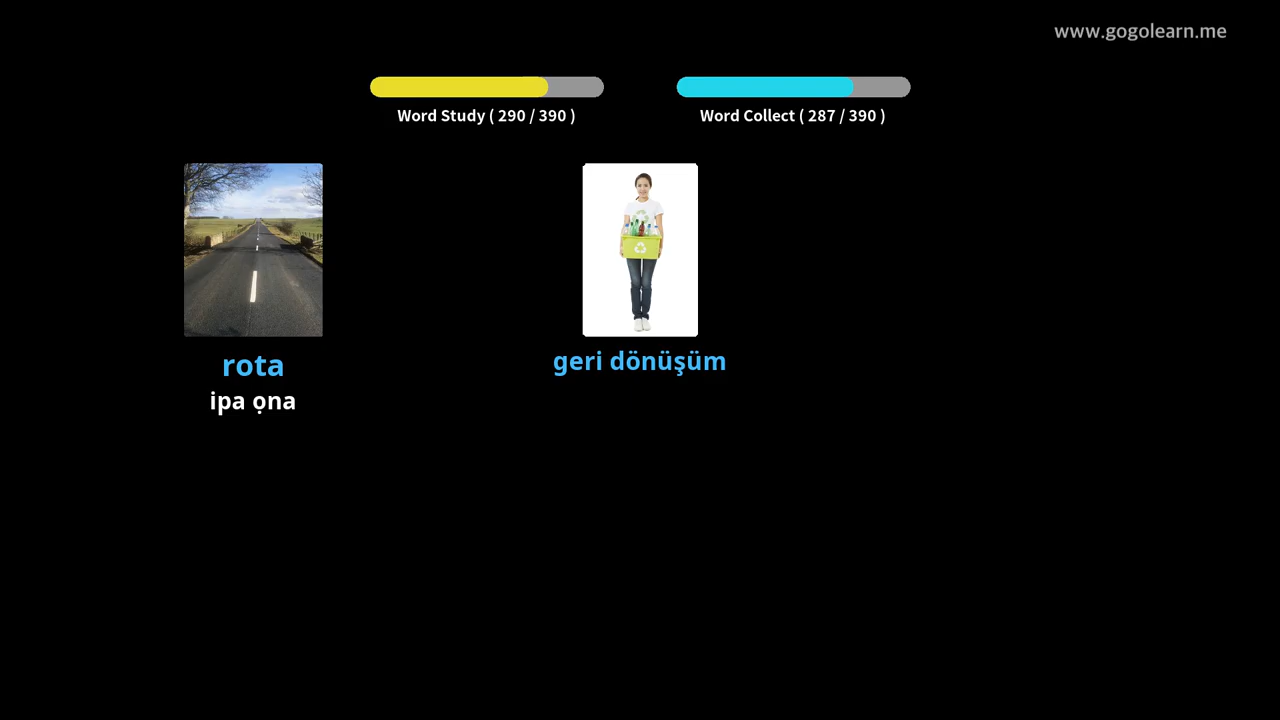 www.gogolearn.me
Word Study ( 290 / 390 )
Word Collect ( 287 / 390 )
rota
ipa ọna
geri dönüşüm